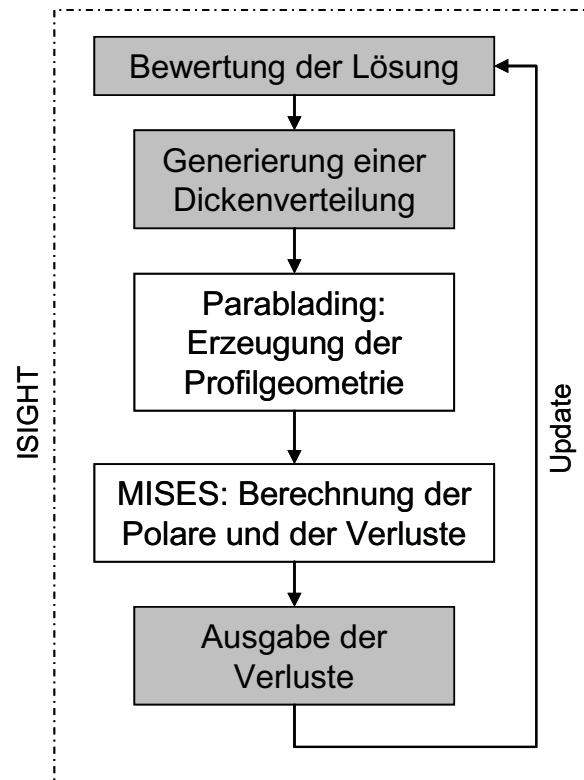 Bewertung der Lösung
Generierung einer
Dickenverteilung
Parablading:
Erzeugung der
Profilgeometrie
MISES: Berechnung der
Polare und der Verluste
Ausgabe der
Verluste
ISIGHT
Update